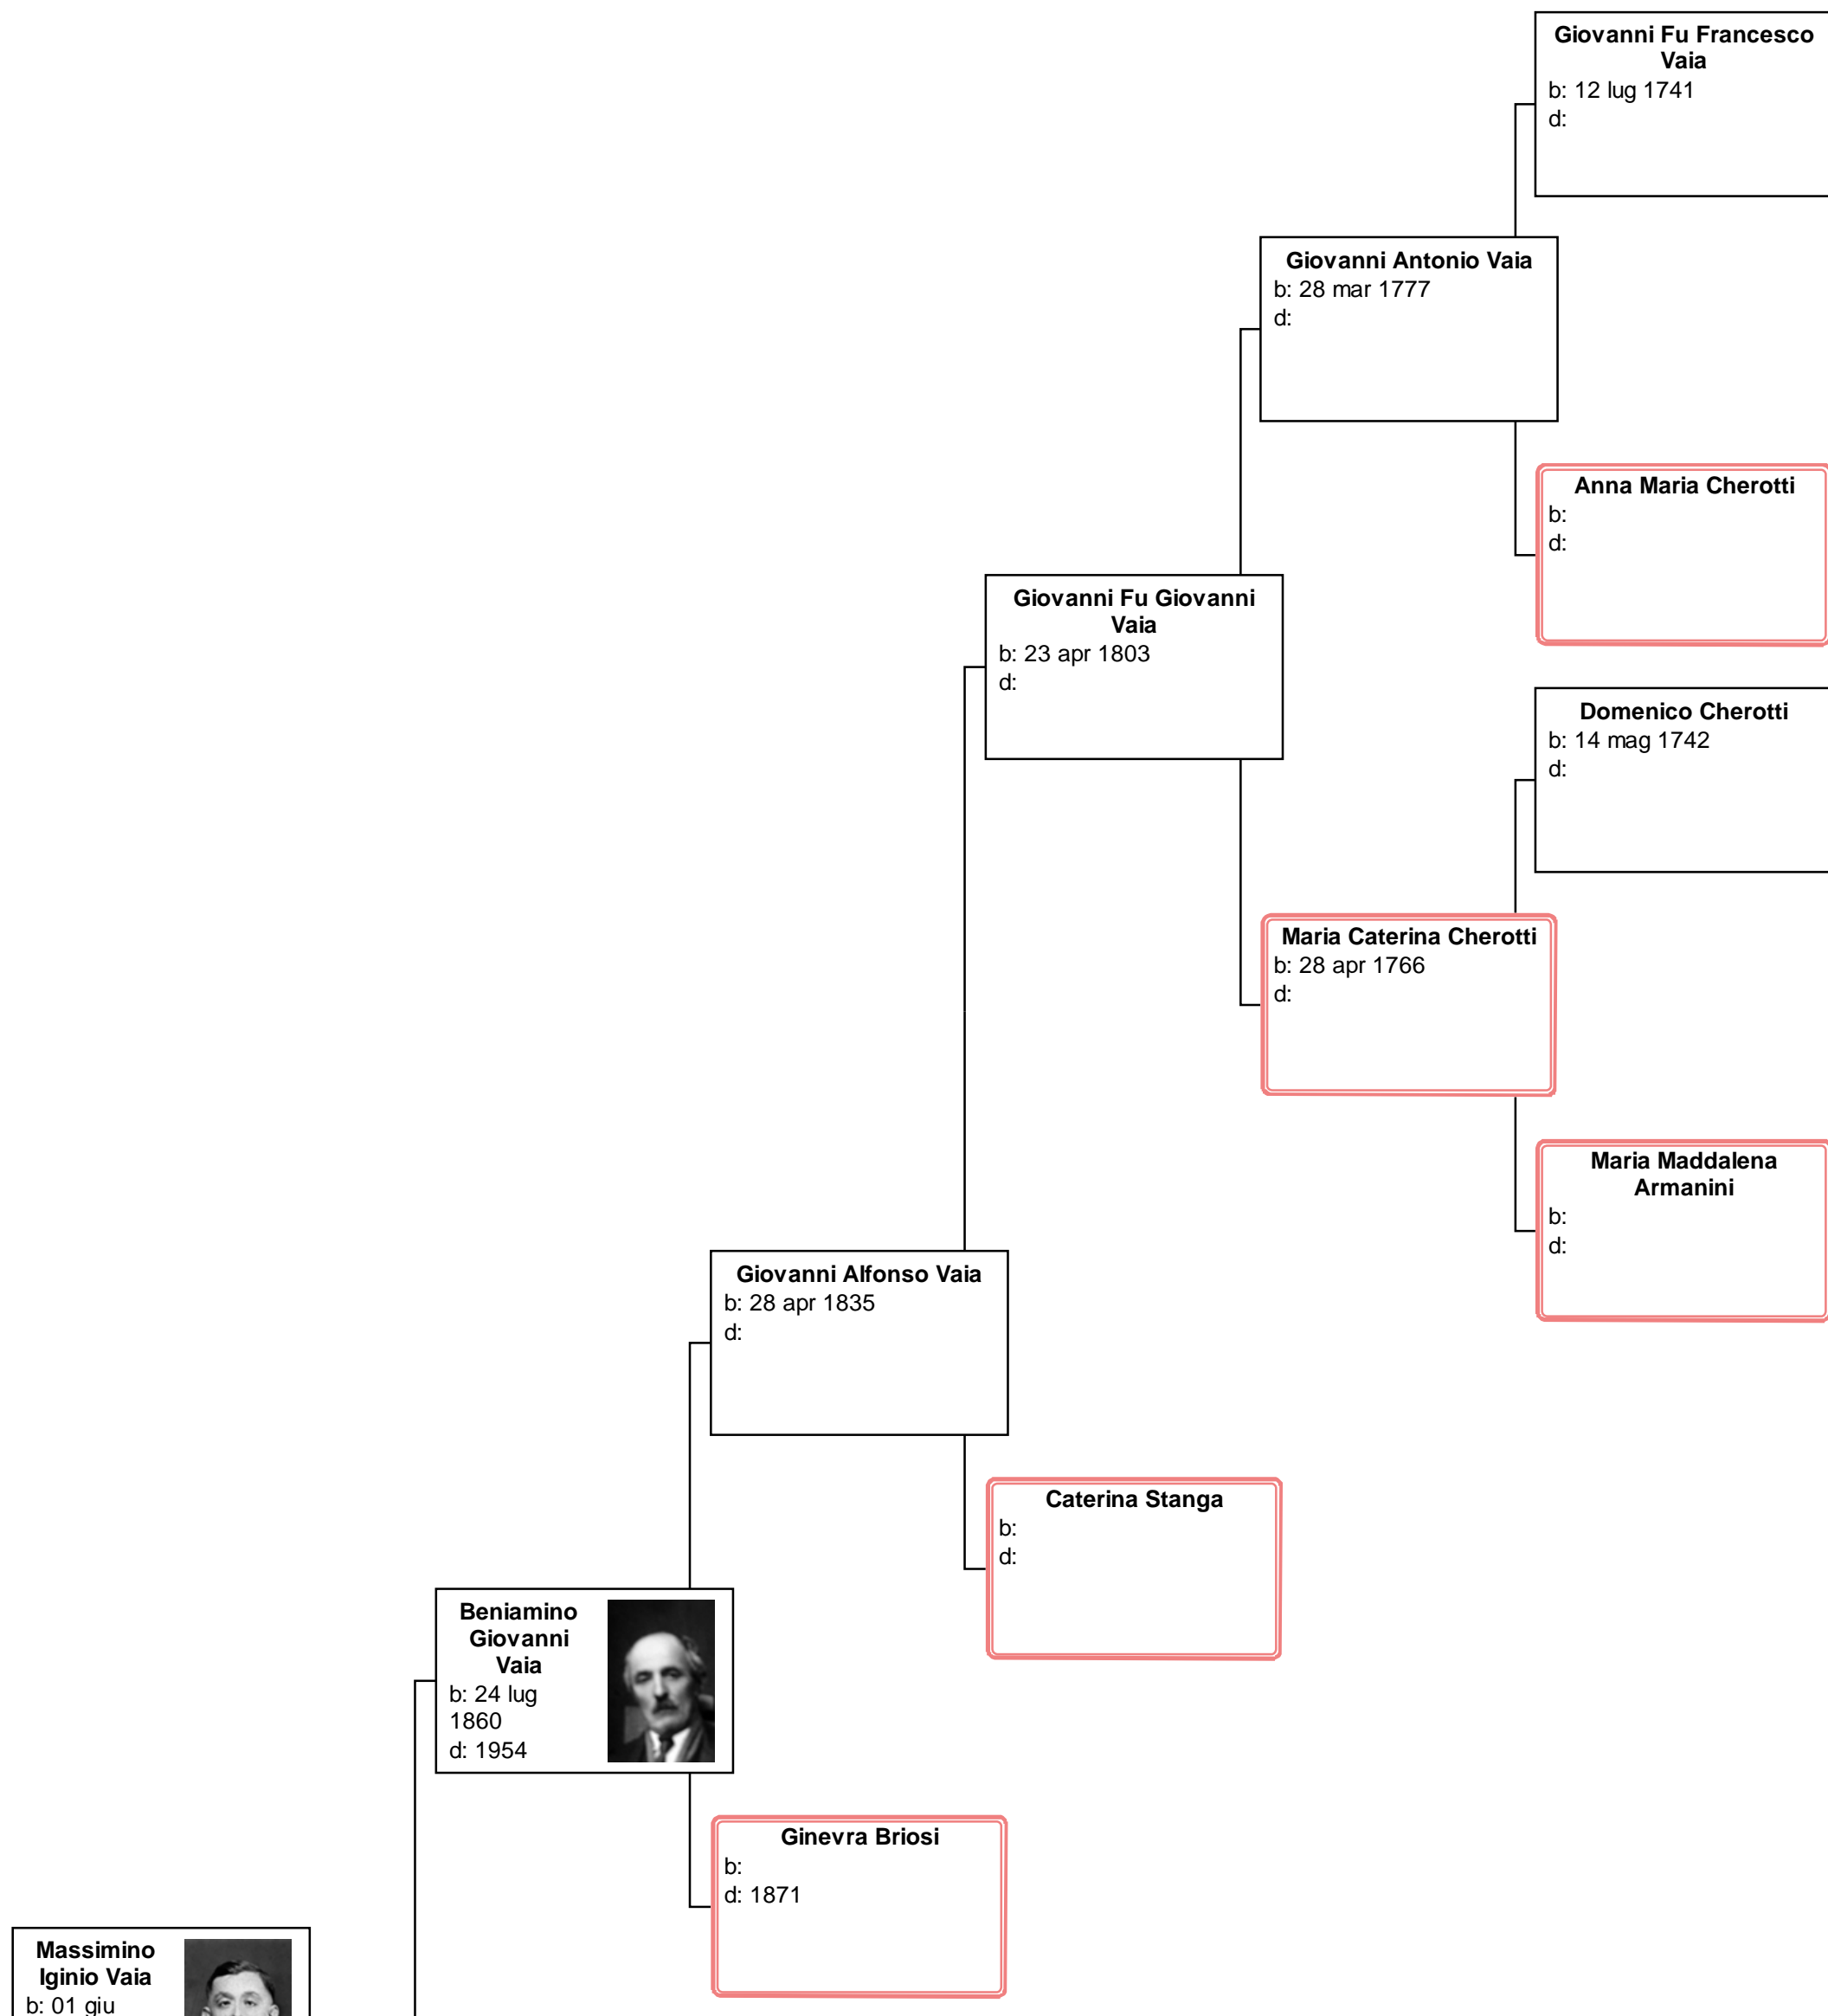 Giovanni Fu Francesco
Vaia
b: 12 lug 1741
d:
Giovanni Antonio Vaia
b: 28 mar 1777
d:
Anna Maria Cherotti
b:
d:
Giovanni Fu Giovanni
Vaia
b: 23 apr 1803
d:
Domenico Cherotti
b: 14 mag 1742
d:
Maria Caterina Cherotti
b: 28 apr 1766
d:
Maria Maddalena
Armanini
b:
d:
Giovanni Alfonso Vaia
b: 28 apr 1835
d:
Caterina Stanga
b:
d:
Beniamino
Giovanni
Vaia
b: 24 lug
1860
d: 1954
Ginevra Briosi
b:
d: 1871
Massimino
Iginio Vaia
b: 01 giu